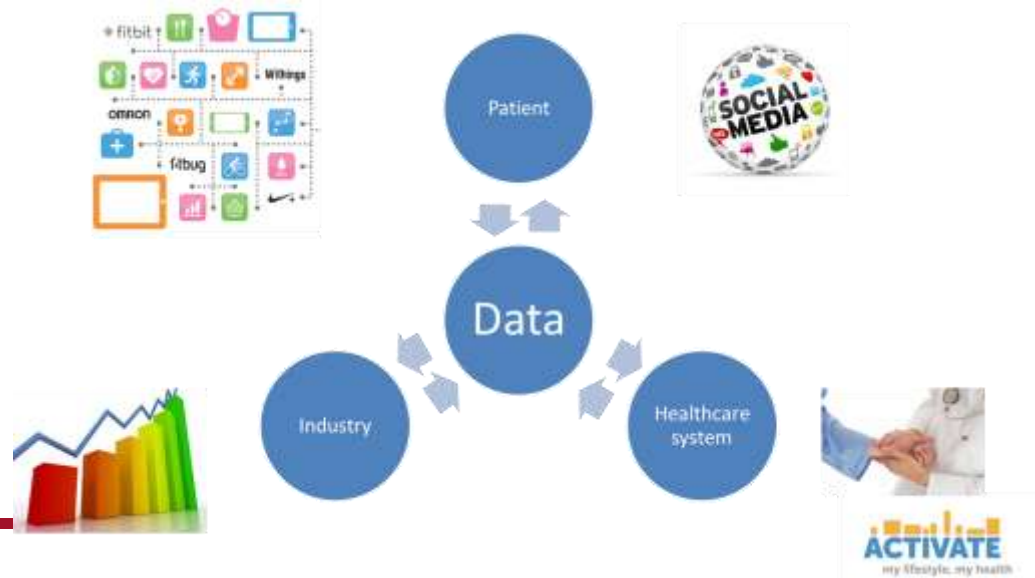 fitbit
Withings
omron
fitbug
Patient
SOCIAL
MEDIA
Data
Industry
Healthcare
system
ACTIVATE
my lifestyle, my health